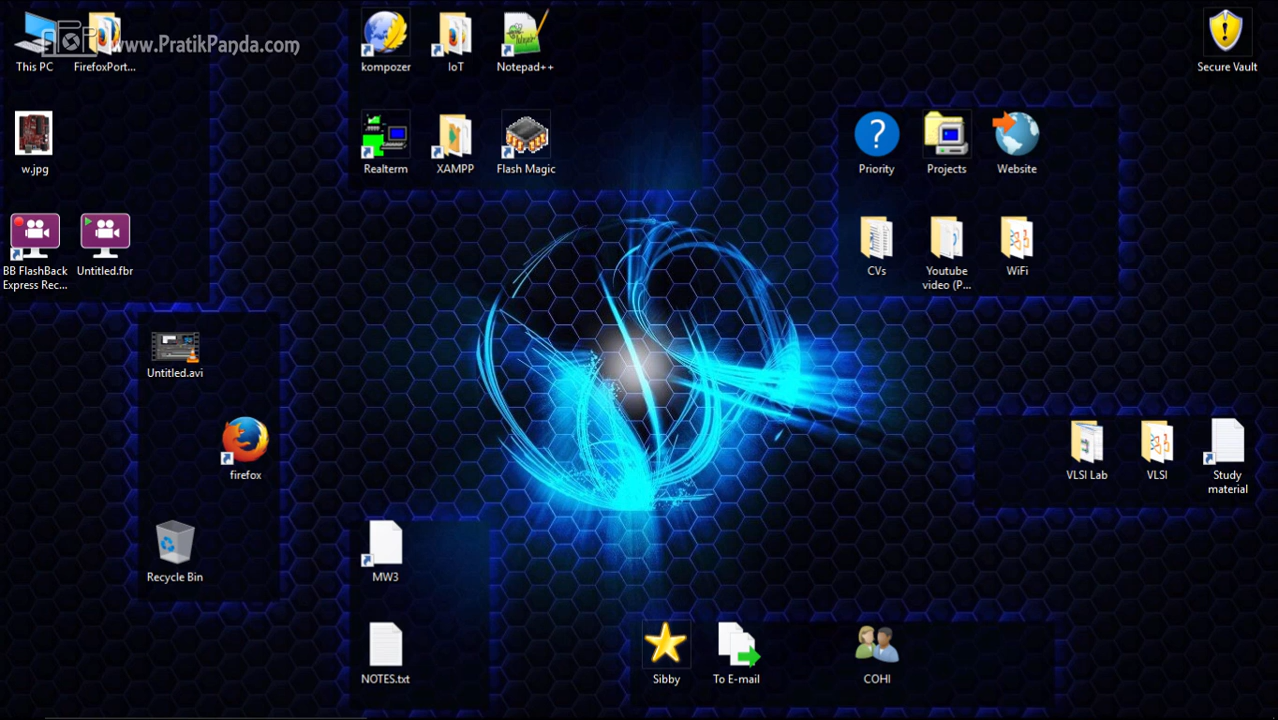 www.PratikPanda.com
This PC
FirefoxPort...
kompozer
IoT
Notepad++
Secure Vault
w.jpg
Realterm
XAMPP
Flash Magic
Priority
Projects
Website
BB FlashBack
Express Rec...
Untitled.fbr
CVs
Youtube
video (P...
WiFi
Untitled.avi
firefox
VLSI Lab
VLSI
Study
material
Recycle Bin
MW3
NOTES.txt
Sibby
To E-mail
COHI